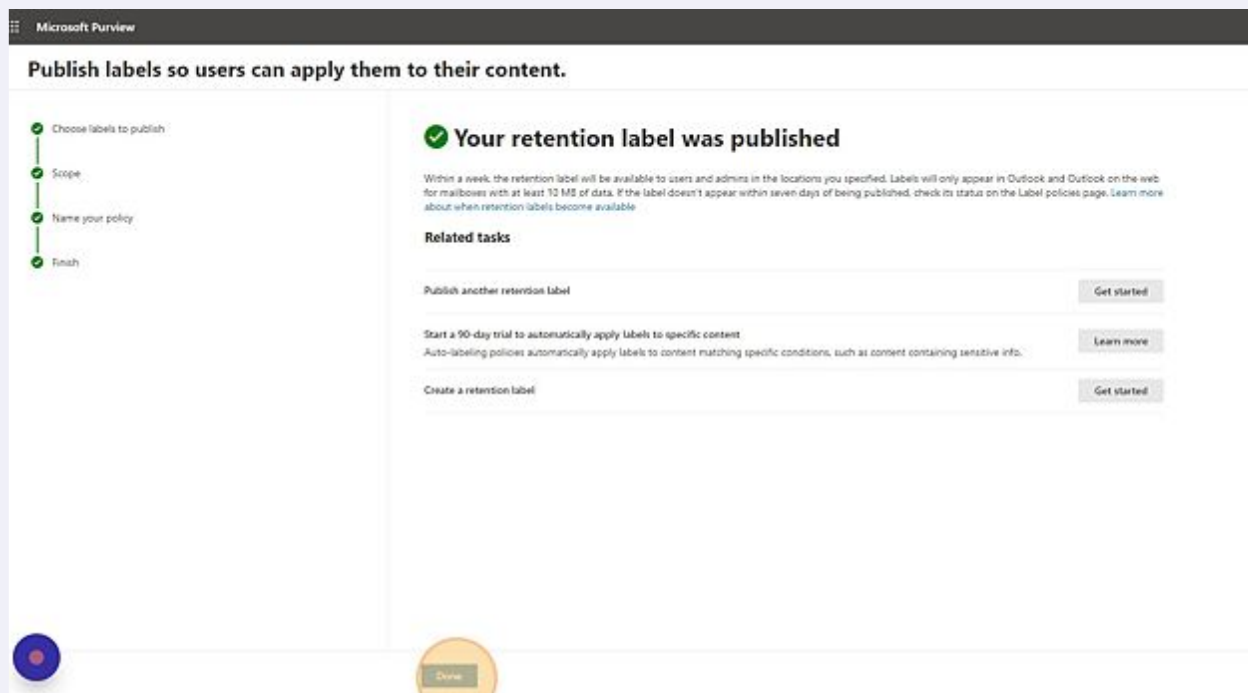 Microsoft Purview
Publish labels so users can apply them to their content.
Choose labels to publish
Scope
Name your policy
Finish
Your retention label was published
Within a week, the retention label will be available to users and admins in the locations you specified. Labels will only appear in Outlook and Outlook on the web
for mailboxes with at least 10 MB of data. If the label doesn't appear within seven days of being published, check its status on the Label policies page. Learn more
about when retention labels become available
Related tasks
Publish another retention label
Get started
Start a 90-day trial to automatically apply labels to specific content
Auto-labeling policies automatically apply labels to content matching specific conditions, such as content containing sensitive info.
Learn more
Create a retention label
Get started
Done